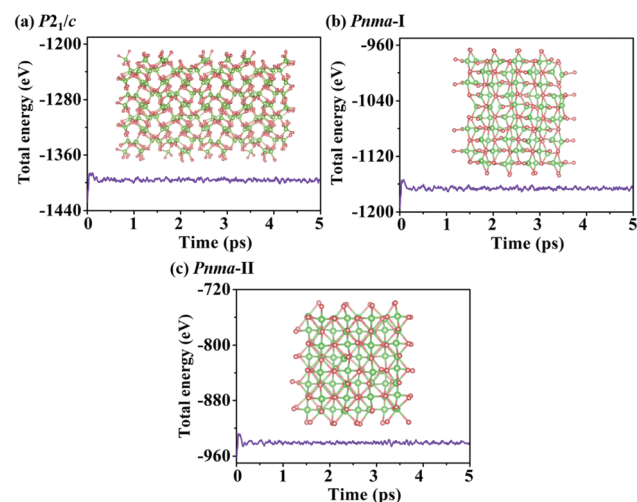 (a) P2₁/c
-1200
-1280
-1360
-1440
Total energy (eV)
0 1 2 3 4 5
Time (ps)
(b) Pnma-I
-960
-1040
-1120
-1200
Total energy (eV)
0 1 2 3 4 5
Time (ps)
(c) Pnma-II
-720
-800
-880
-960
Total energy (eV)
0 1 2 3 4 5
Time (ps)